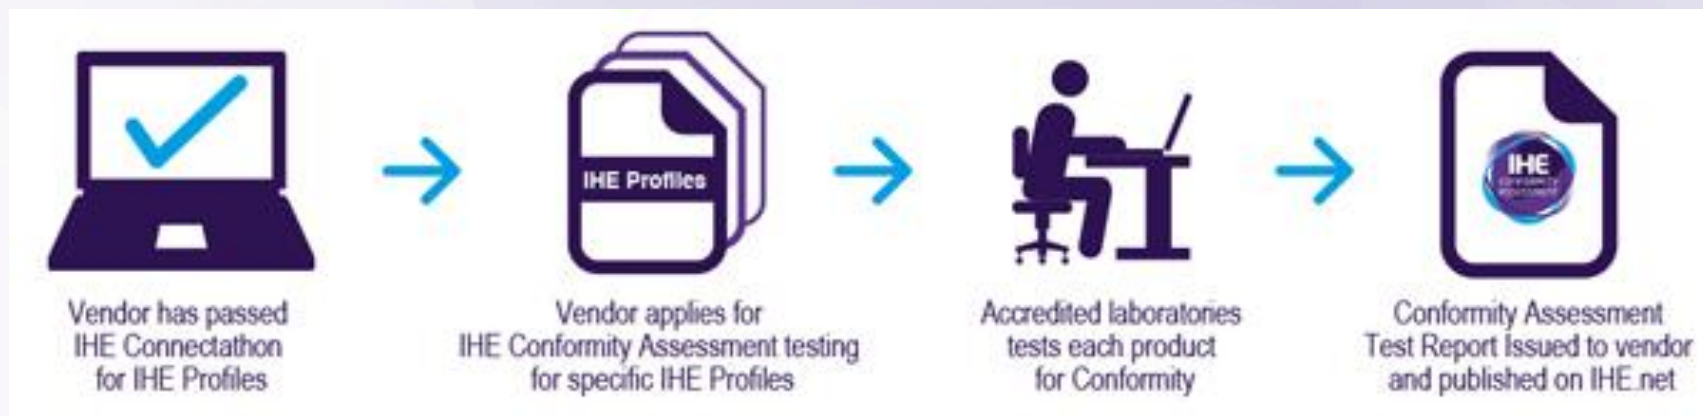 Vendor has passed
IHE Connectathon
for IHE Profiles
IHE Profiles
Vendor applies for
IHE Conformity Assessment testing
for specific IHE Profiles
Accredited laboratories
tests each product
for Conformity
IHE
CONFORMITY
ASSESSMENT
Conformity Assessment
Test Report Issued to vendor
and published on IHE.net